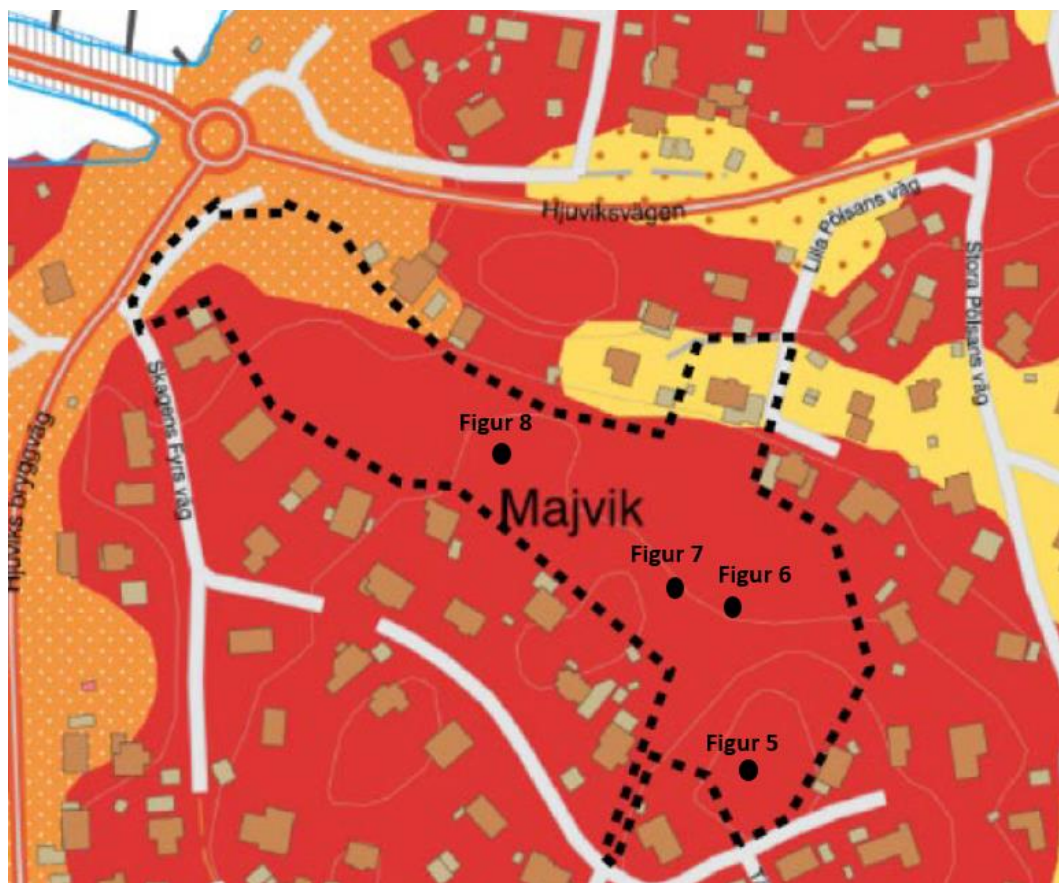 Hjuviksvägen
Lilla Pölsans väg
Stora Pölsans väg
Skagens Fyrs väg
Hjuviks bryggväg
Figur 8
Majvik
Figur 7
Figur 6
Figur 5